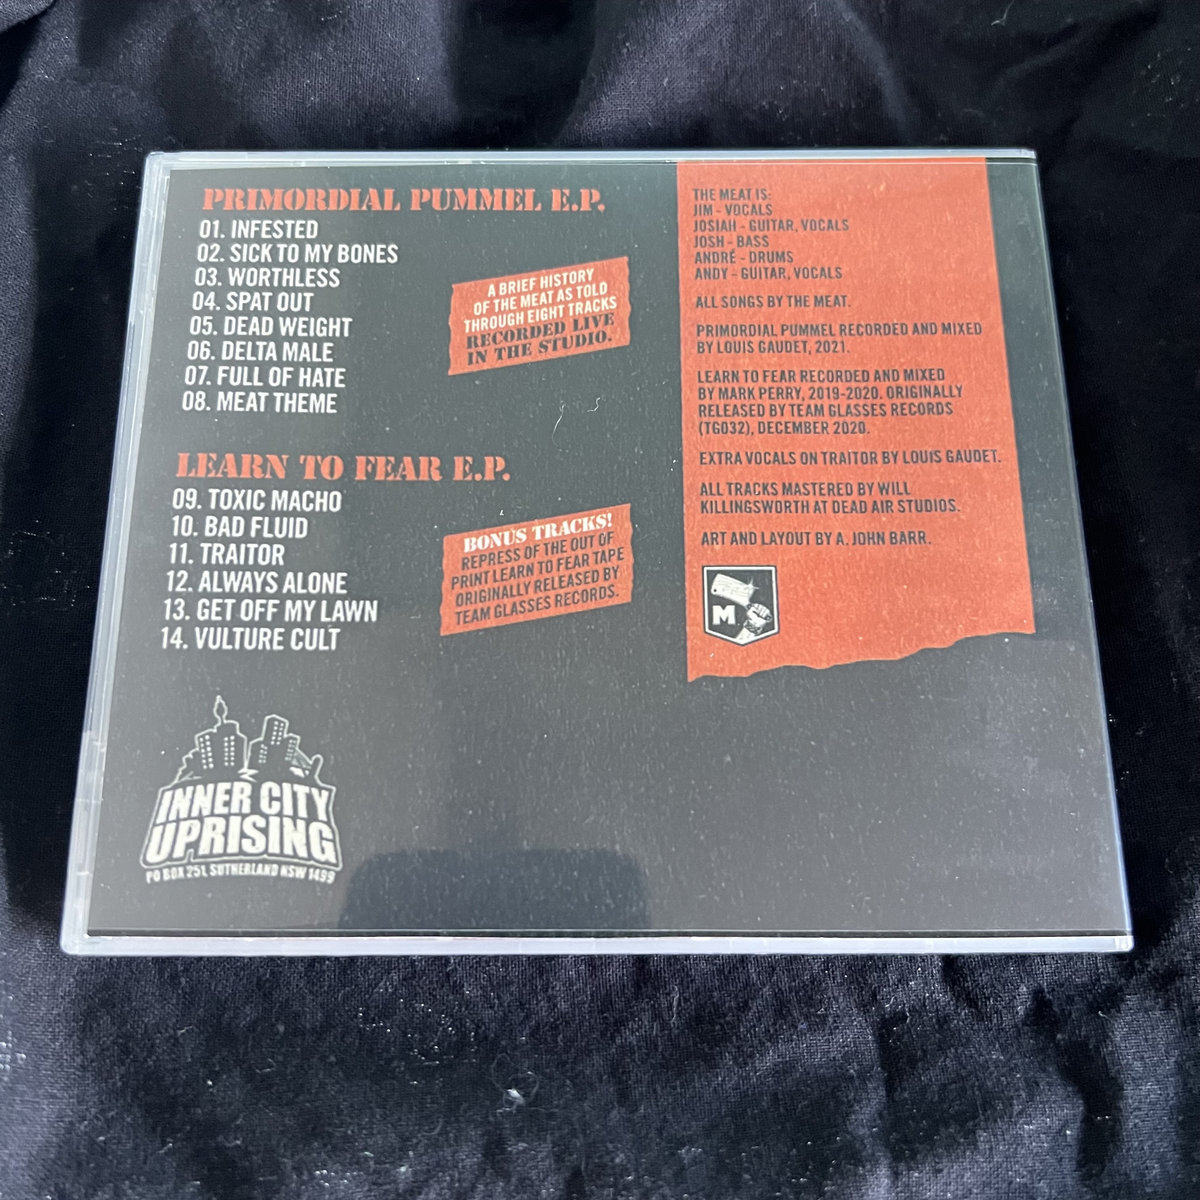 PRIMORDIAL PUMMEL E.P.
01. INFESTED
02. SICK TO MY BONES
03. WORTHLESS
04. SPAT OUT
05. DEAD WEIGHT
06. DELTA MALE
07. FULL OF HATE
08. MEAT THEME
A BRIEF HISTORY
OF THE MEAT AS TOLD
THROUGH EIGHT TRACKS
RECORDED LIVE
IN THE STUDIO.
LEARN TO FEAR E.P.
09. TOXIC MACHO
10. BAD FLUID
11. TRAITOR
12. ALWAYS ALONE
13. GET OFF MY LAWN
14. VULTURE CULT
BONUS TRACKS!
REPRESS OF THE OUT OF
PRINT LEARN TO FEAR TAPE
ORIGINALLY RELEASED BY
TEAM GLASSES RECORDS.
INNER CITY
UPRISING
PO BOX 251, SUTHERLAND NSW 1499
THE MEAT IS:
JIM - VOCALS
JOSIAH - GUITAR, VOCALS
JOSH - BASS
ANDRÉ - DRUMS
ANDY - GUITAR, VOCALS
ALL SONGS BY THE MEAT.
PRIMORDIAL PUMMEL RECORDED AND MIXED
BY LOUIS GAUDET, 2021.
LEARN TO FEAR RECORDED AND MIXED
BY MARK PERRY, 2019-2020. ORIGINALLY
RELEASED BY TEAM GLASSES RECORDS
(TG032), DECEMBER 2020.
EXTRA VOCALS ON TRAITOR BY LOUIS GAUDET.
ALL TRACKS MASTERED BY WILL
KILLINGSWORTH AT DEAD AIR STUDIOS.
ART AND LAYOUT BY A. JOHN BARR.
M